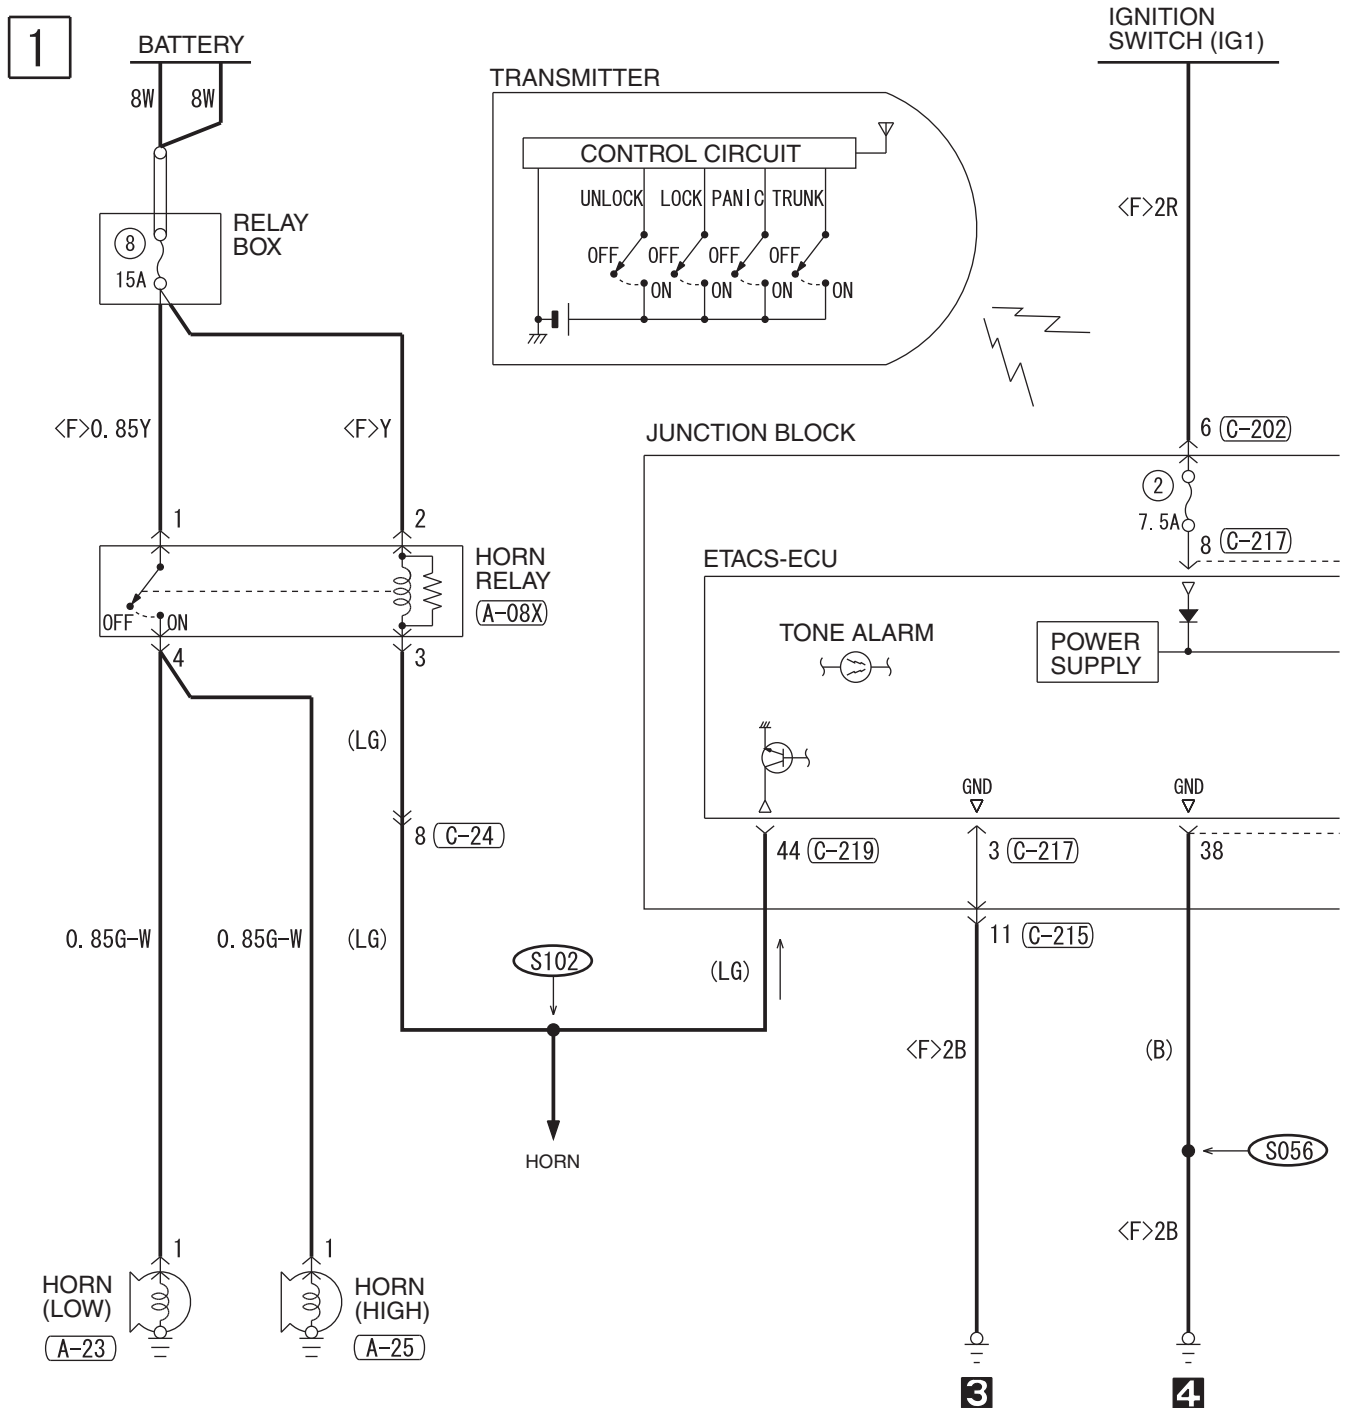 1
BATTERY
IGNITION
SWITCH (IG1)
8W
8W
TRANSMITTER
CONTROL CIRCUIT
UNLOCK
LOCK
PANIC
TRUNK
<F>2R
RELAY
BOX
8
15A
OFF
OFF
OFF
OFF
ON
ON
ON
ON
<F>0.85Y
<F>Y
JUNCTION BLOCK
6
C-202
2
7.5A
8
C-217
1
2
HORN
RELAY
A-08X
OFF
ON
ETACS-ECU
TONE ALARM
POWER
SUPPLY
4
3
(LG)
GND
GND
8
C-24
44
C-219
3
C-217
38
0.85G-W
0.85G-W
(LG)
S102
(LG)
11
C-215
<F>2B
(B)
HORN
S056
<F>2B
1
1
HORN
(LOW)
A-23
HORN
(HIGH)
A-25
3
4